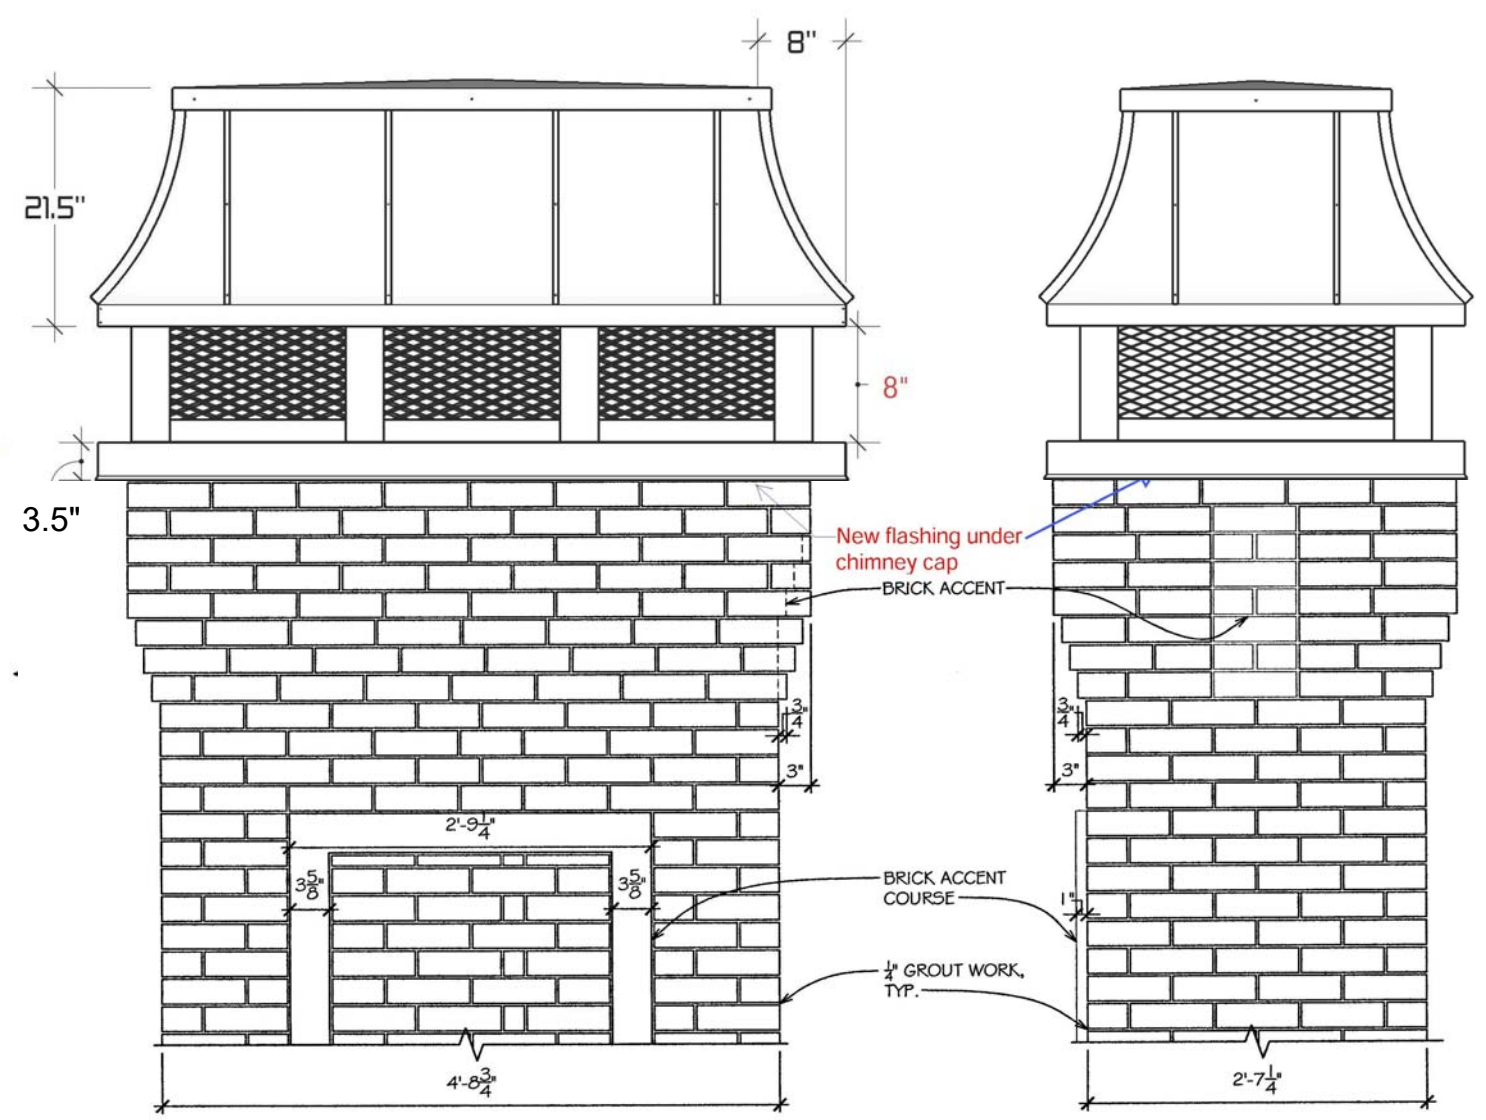 8"
21.5"
8"
3.5"
New flashing under
chimney cap
BRICK ACCENT
3/4"
3/4"
3"
3"
2'-9 1/4"
3 5/8"
3 5/8"
BRICK ACCENT
COURSE
1"
1/4" GROUT WORK,
TYP.
4'-8 3/4"
2'-7 1/4"